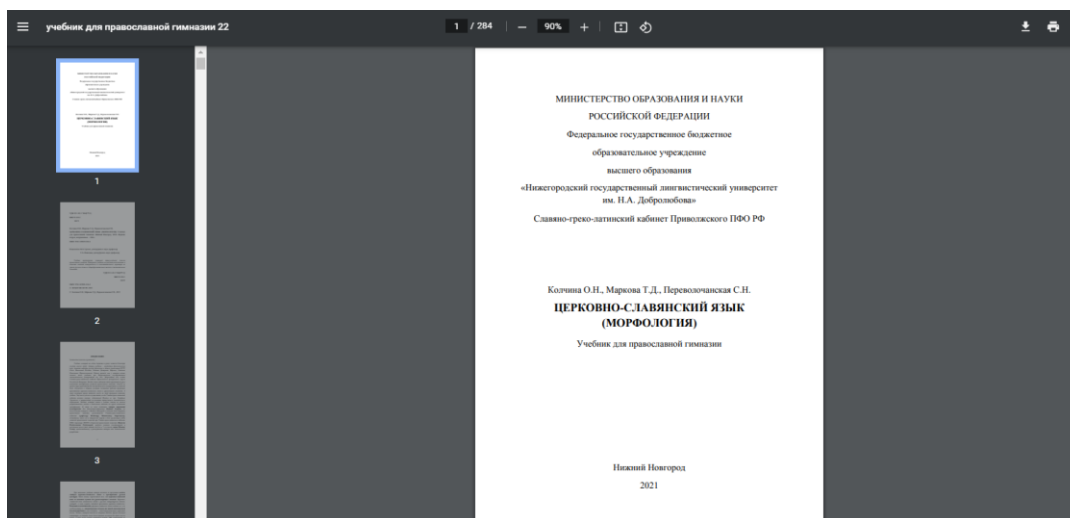 учебник для православной гимназии 22
1 / 284
90%
1
2
3
МИНИСТЕРСТВО ОБРАЗОВАНИЯ И НАУКИ
РОССИЙСКОЙ ФЕДЕРАЦИИ
Федеральное государственное бюджетное
образовательное учреждение
высшего образования
«Нижегородский государственный лингвистический университет
им. Н.А. Добролюбова»
Славяно-греко-латинский кабинет Приволжского ПФО РФ
Колчина О.Н., Маркова Т.Д., Переволочанская С.Н.
ЦЕРКОВНО-СЛАВЯНСКИЙ ЯЗЫК
(МОРФОЛОГИЯ)
Учебник для православной гимназии
Нижний Новгород
2021